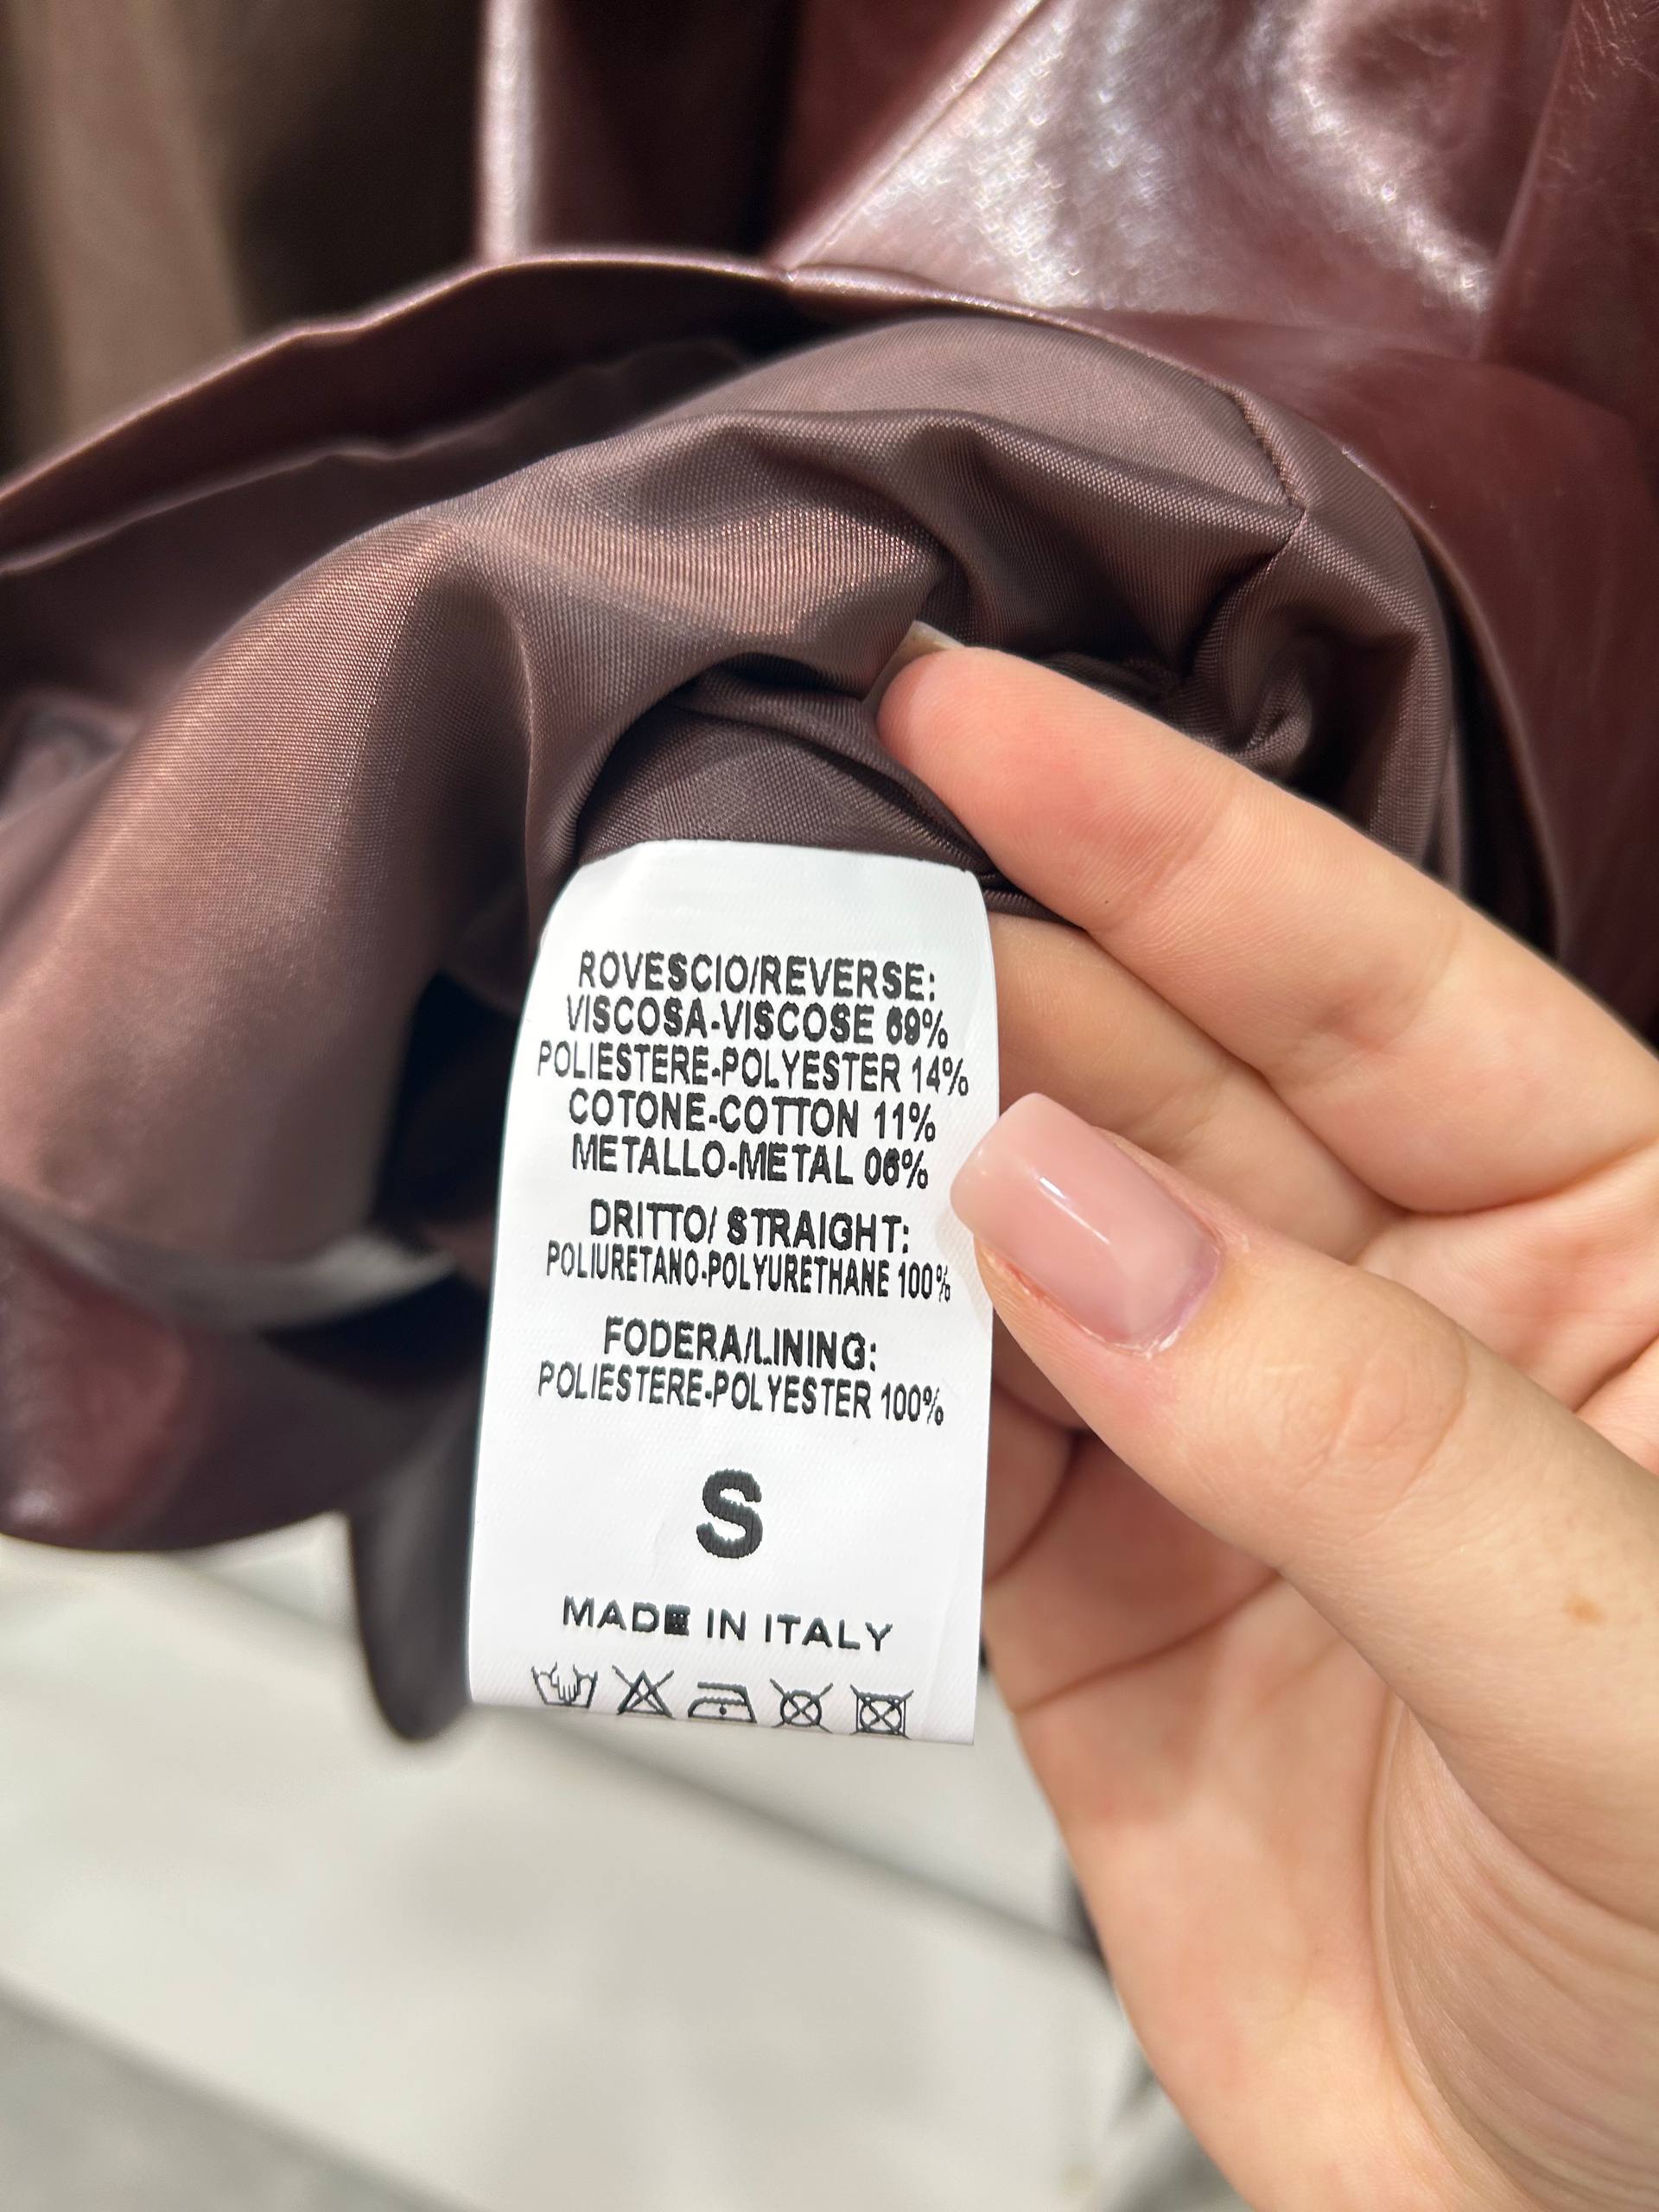 ROVESCIO/REVERSE:
VISCOSA-VISCOSE 69%
POLIESTERE-POLYESTER 14%
COTONE-COTTON 11%
METALLO-METAL 06%
DRITTO/ STRAIGHT:
POLIURETANO-POLYURETHANE 100%
FODERA/LINING:
POLIESTERE-POLYESTER 100%
S
MADE IN ITALY